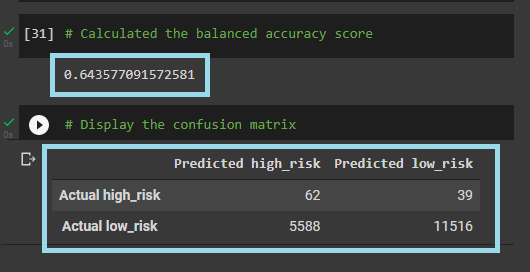 [31] # Calculated the balanced accuracy score
0s
0.643577091572581
# Display the confusion matrix
0s
Predicted high_risk Predicted low_risk
Actual high_risk 62 39
Actual low_risk 5588 11516